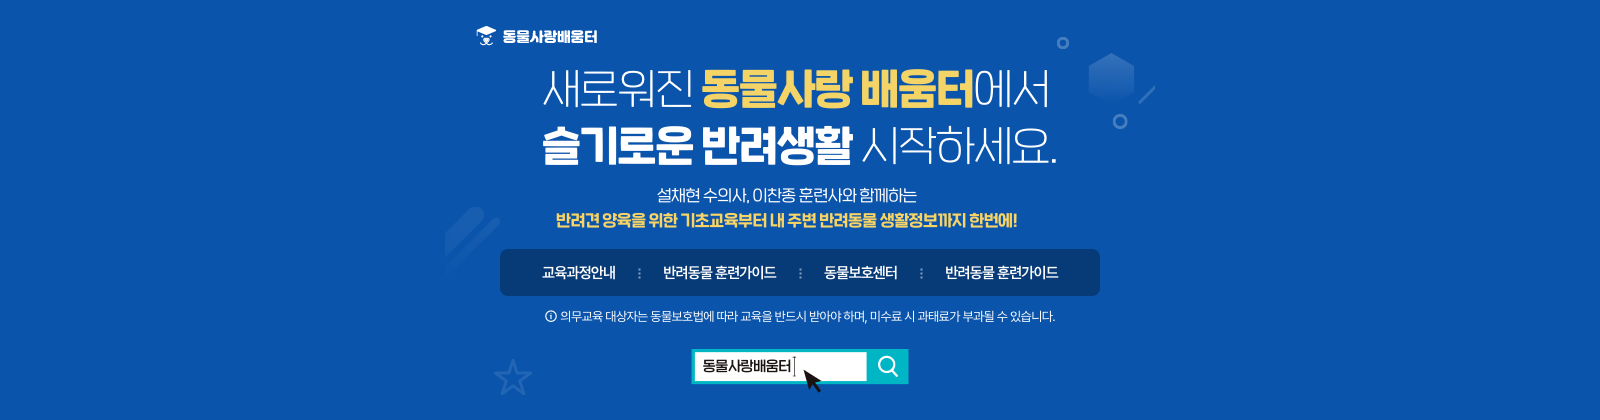 동물사랑배움터
새로워진 동물사랑 배움터에서
슬기로운 반려생활 시작하세요.
설채현 수의사, 이찬종 훈련사와 함께하는
반려견 양육을 위한 기초교육부터 내 주변 반려동물 생활정보까지 한번에!
교육과정안내 ⋮ 반려동물 훈련가이드 ⋮ 동물보호센터 ⋮ 반려동물 훈련가이드
의무교육 대상자는 동물보호법에 따라 교육을 반드시 받아야 하며, 미수료 시 과태료가 부과될 수 있습니다.
동물사랑배움터